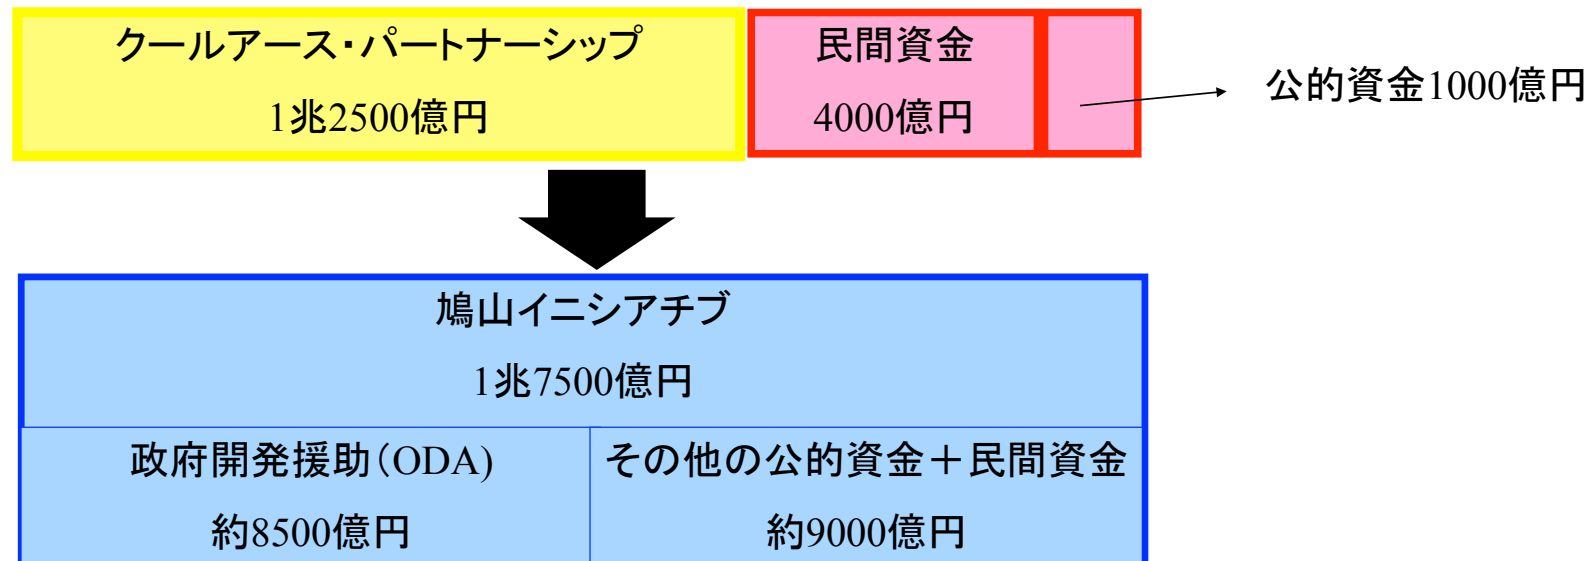 クールアース・パートナーシップ
1兆2500億円
民間資金
4000億円
公的資金1000億円
鳩山イニシアチブ
1兆7500億円
政府開発援助(ODA)
約8500億円
その他の公的資金＋民間資金
約9000億円